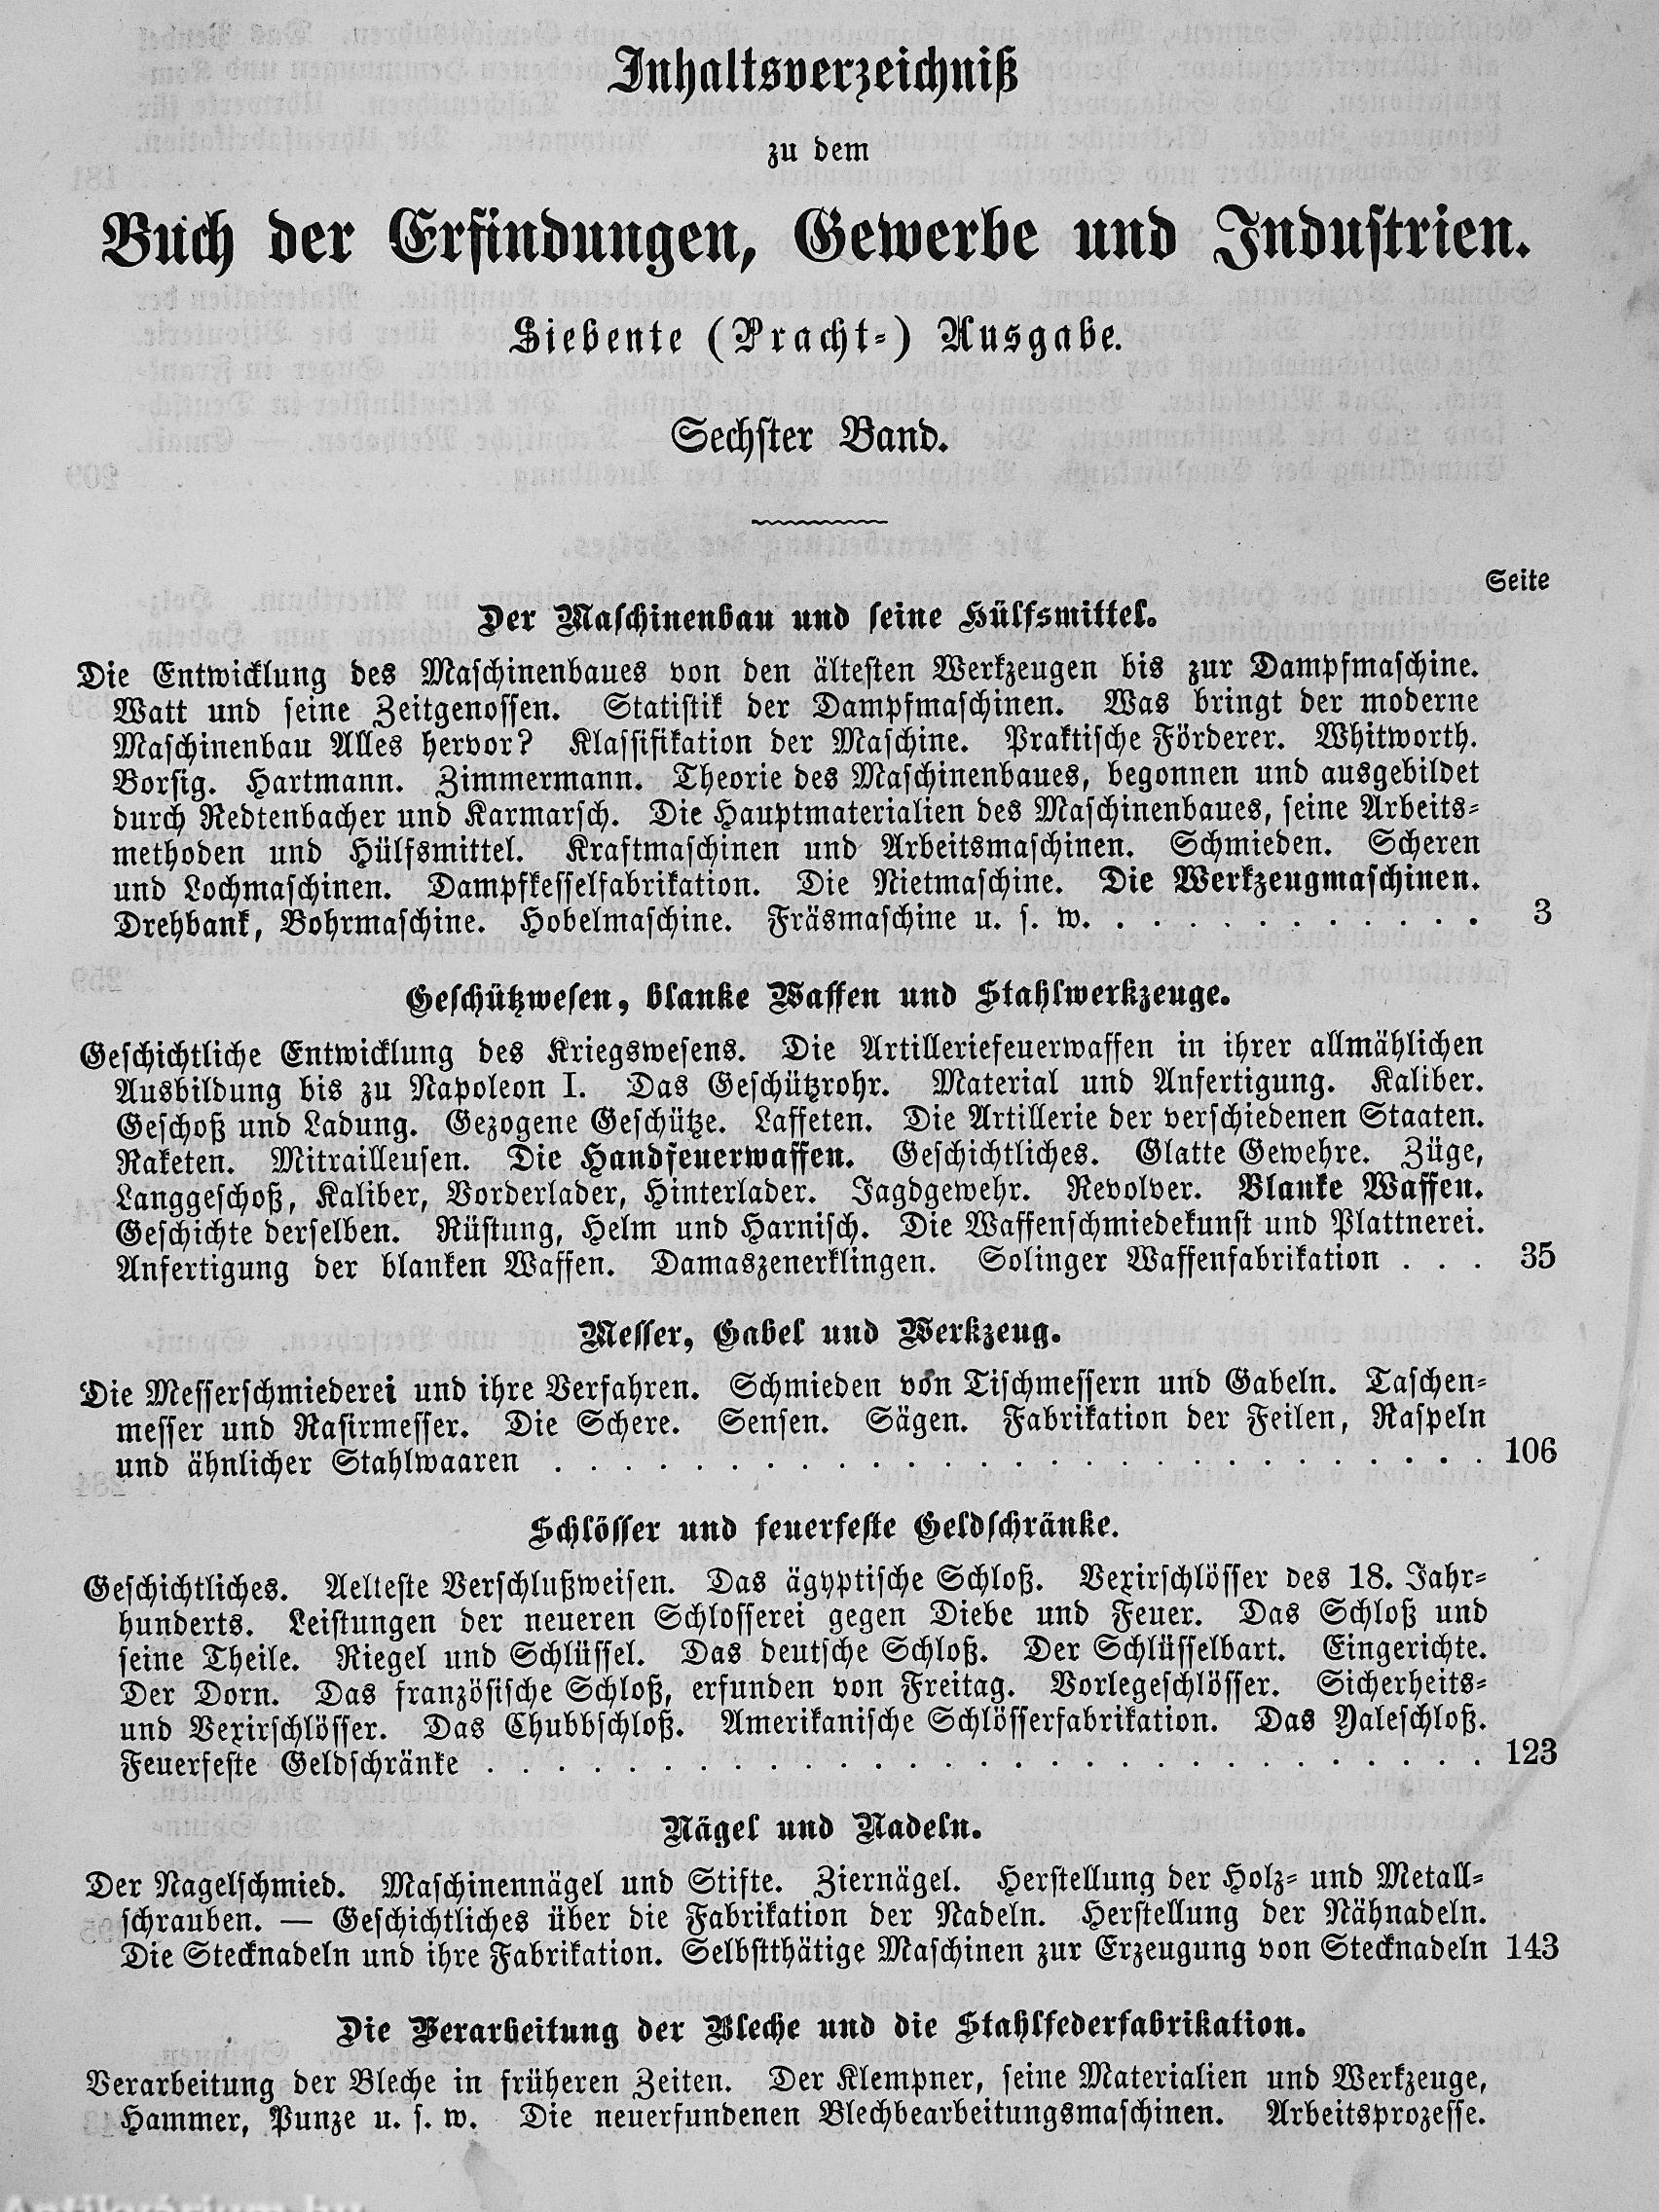 Inhaltsverzeichniß
zu dem
Buch der Erfindungen, Gewerbe und Industrien.
Siebente (Pracht-) Ausgabe.
Sechster Band.
Seite
Der Maschinenbau und seine Hülfsmittel.
Die Entwicklung des Maschinenbaues von den ältesten Werkzeugen bis zur Dampfmaschine.
Watt und seine Zeitgenossen. Statistik der Dampfmaschinen. Was bringt der moderne
Maschinenbau Alles hervor? Klassifikation der Maschine. Praktische Förderer. Whitworth.
Borsig. Hartmann. Zimmermann. Theorie des Maschinenbaues, begonnen und ausgebildet
durch Redtenbacher und Karmarsch. Die Hauptmaterialien des Maschinenbaues, seine Arbeits-
methoden und Hülfsmittel. Kraftmaschinen und Arbeitsmaschinen. Schmieden. Scheren
und Lochmaschinen. Dampfkesselfabrikation. Die Nietmaschine. Die Werkzeugmaschinen.
Drehbank, Bohrmaschine. Hobelmaschine. Fräsmaschine u. s. w. . . . . . . . . . . . 3
Geschützwesen, blanke Waffen und Stahlwerkzeuge.
Geschichtliche Entwicklung des Kriegswesens. Die Artilleriefeuerwaffen in ihrer allmählichen
Ausbildung bis zu Napoleon I. Das Geschützrohr. Material und Anfertigung. Kaliber.
Geschoß und Ladung. Gezogene Geschütze. Laffeten. Die Artillerie der verschiedenen Staaten.
Raketen. Mitrailleusen. Die Handfeuerwaffen. Geschichtliches. Glatte Gewehre. Züge,
Langgeschoß, Kaliber, Vorderlader, Hinterlader. Jagdgewehr. Revolver. Blanke Waffen.
Geschichte derselben. Rüstung, Helm und Harnisch. Die Waffenschmiedekunst und Plattnerei.
Anfertigung der blanken Waffen. Damaszenerklingen. Solinger Waffenfabrikation . . . 35
Messer, Gabel und Werkzeug.
Die Messerschmiederei und ihre Verfahren. Schmieden von Tischmessern und Gabeln. Taschen-
messer und Rasirmesser. Die Schere. Sensen. Sägen. Fabrikation der Feilen, Raspeln
und ähnlicher Stahlwaaren . . . . . . . . . . . . . . . . . . . . . . . . . . . 106
Schlösser und feuerfeste Geldschränke.
Geschichtliches. Aelteste Verschlußweisen. Das ägyptische Schloß. Vexirschlösser des 18. Jahr-
hunderts. Leistungen der neueren Schlosserei gegen Diebe und Feuer. Das Schloß und
seine Theile. Riegel und Schlüssel. Das deutsche Schloß. Der Schlüsselbart. Eingerichte.
Der Dorn. Das französische Schloß, erfunden von Freitag. Vorlegeschlösser. Sicherheits-
und Vexirschlösser. Das Chubbschloß. Amerikanische Schlösserfabrikation. Das Yaleschloß.
Feuerfeste Geldschränke . . . . . . . . . . . . . . . . . . . . . . . . . . . . . 123
Nägel und Nadeln.
Der Nagelschmied. Maschinennägel und Stifte. Ziernägel. Herstellung der Holz- und Metall-
schrauben. — Geschichtliches über die Fabrikation der Nadeln. Herstellung der Nähnadeln.
Die Stecknadeln und ihre Fabrikation. Selbstthätige Maschinen zur Erzeugung von Stecknadeln 143
Die Verarbeitung der Bleche und die Stahlfederfabrikation.
Verarbeitung der Bleche in früheren Zeiten. Der Klempner, seine Materialien und Werkzeuge,
Hammer, Punze u. s. w. Die neuerfundenen Blechbearbeitungsmaschinen. Arbeitsprozesse.